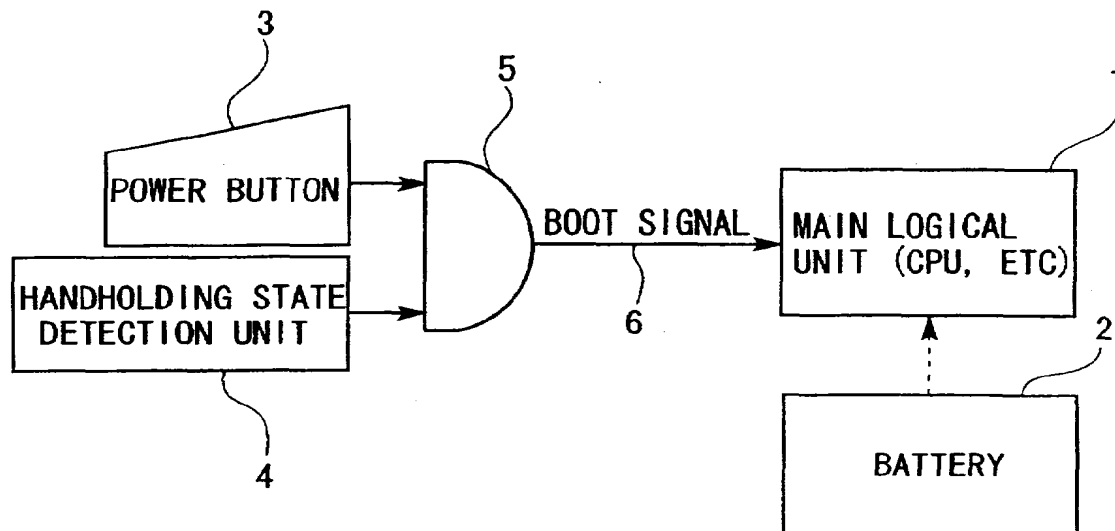 3
5
POWER BUTTON
BOOT SIGNAL
MAIN LOGICAL
UNIT (CPU, ETC)
HANDHOLDING STATE
DETECTION UNIT
6
2
4
BATTERY